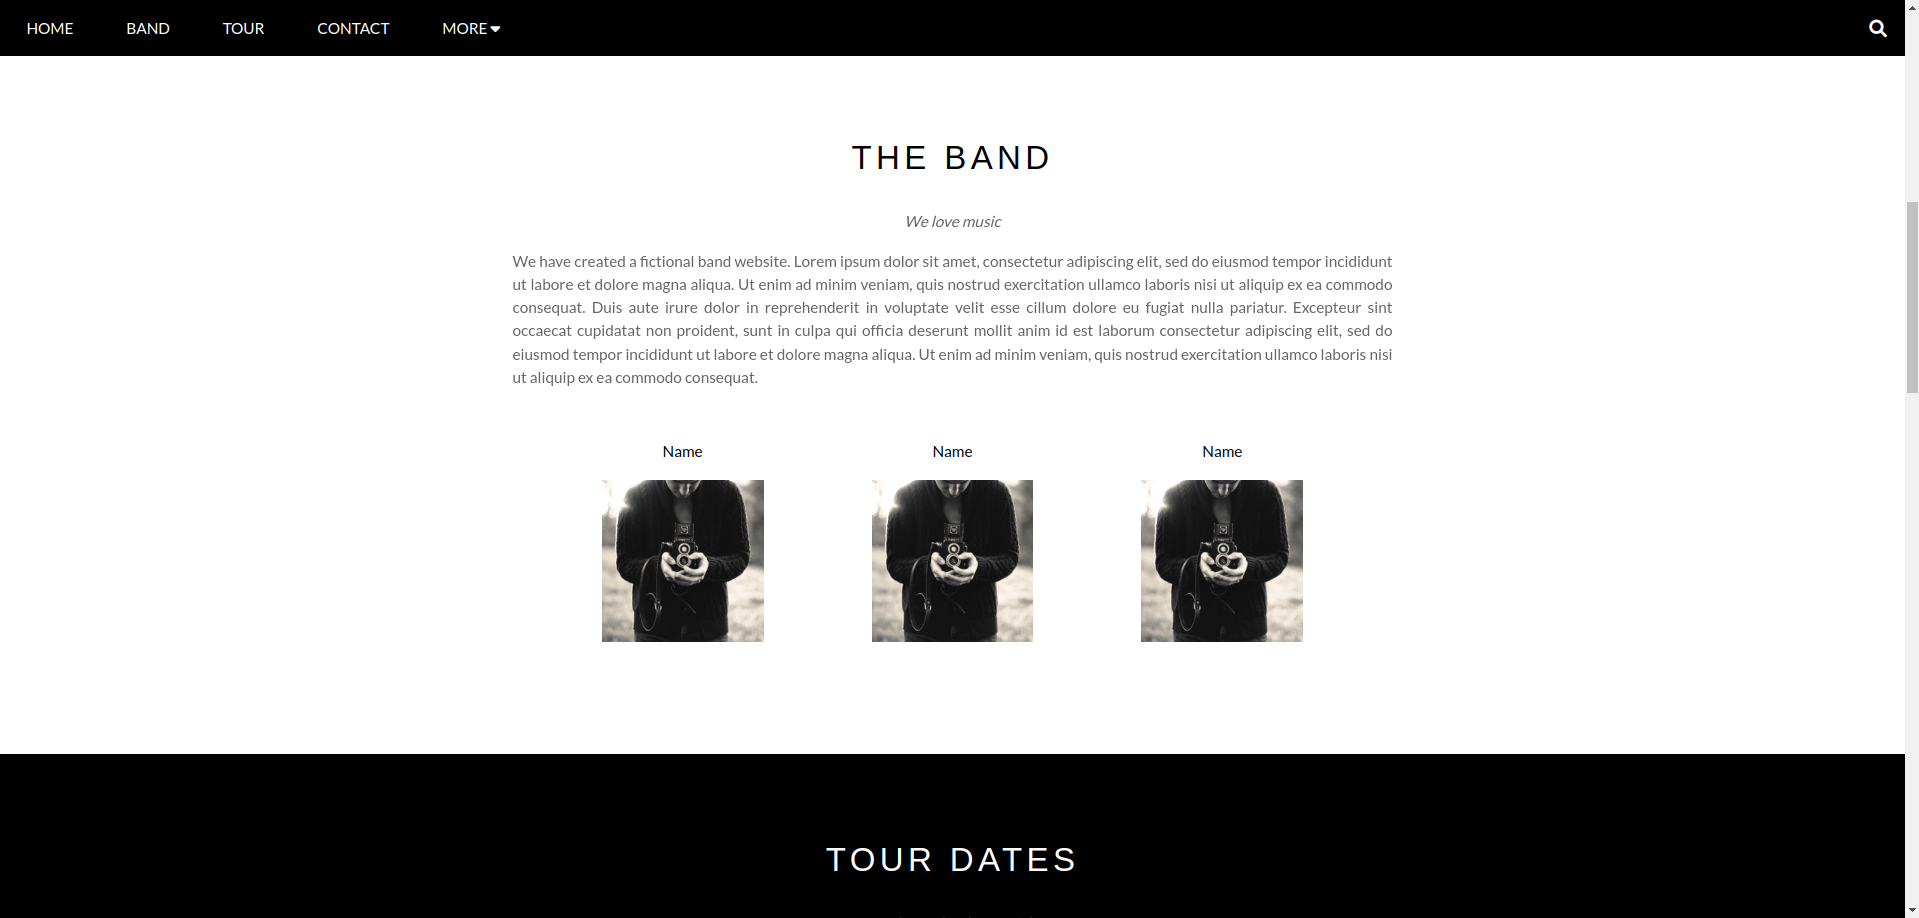 HOME BAND TOUR CONTACT MORE
THE BAND
We love music
We have created a fictional band website. Lorem ipsum dolor sit amet, consectetur adipiscing elit, sed do eiusmod tempor incididunt
ut labore et dolore magna aliqua. Ut enim ad minim veniam, quis nostrud exercitation ullamco laboris nisi ut aliquip ex ea commodo
consequat. Duis aute irure dolor in reprehenderit in voluptate velit esse cillum dolore eu fugiat nulla pariatur. Excepteur sint
occaecat cupidatat non proident, sunt in culpa qui officia deserunt mollit anim id est laborum consectetur adipiscing elit, sed do
eiusmod tempor incididunt ut labore et dolore magna aliqua. Ut enim ad minim veniam, quis nostrud exercitation ullamco laboris nisi
ut aliquip ex ea commodo consequat.
Name Name Name
TOUR DATES